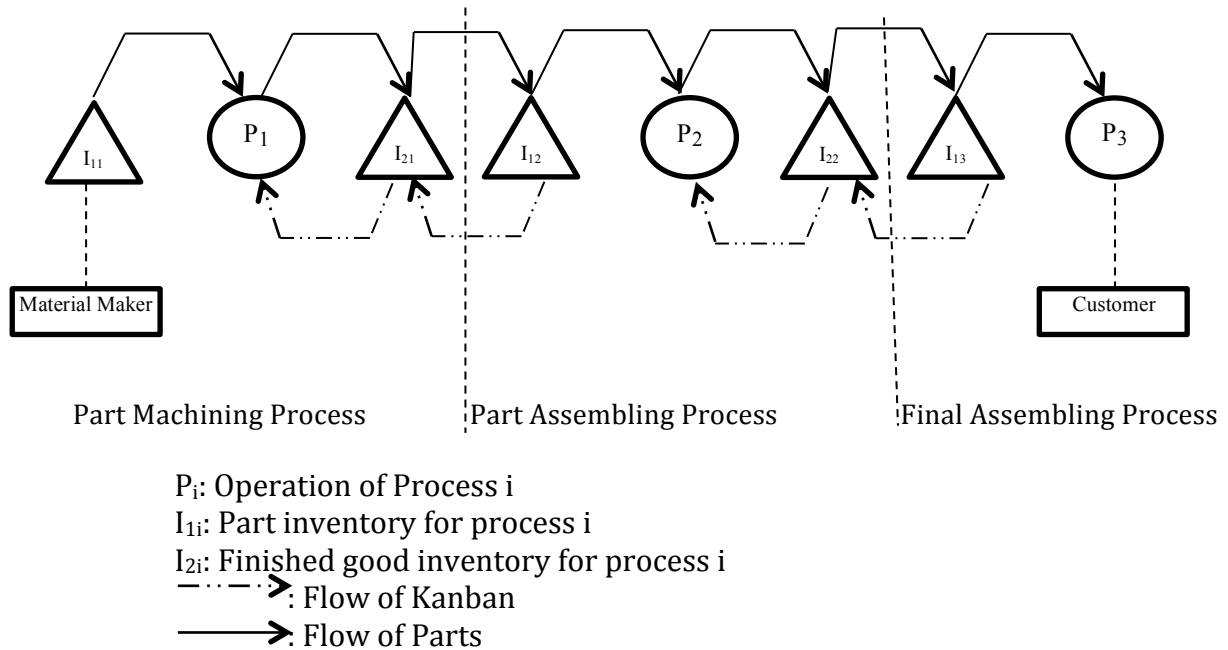 I₁₁
P₁
I₂₁
I₁₂
P₂
I₂₂
I₁₃
P₃
Material Maker
Customer
Part Machining Process
Part Assembling Process
Final Assembling Process
Pᵢ: Operation of Process i
I₁ᵢ: Part inventory for process i
I₂ᵢ: Finished good inventory for process i
: Flow of Kanban
: Flow of Parts